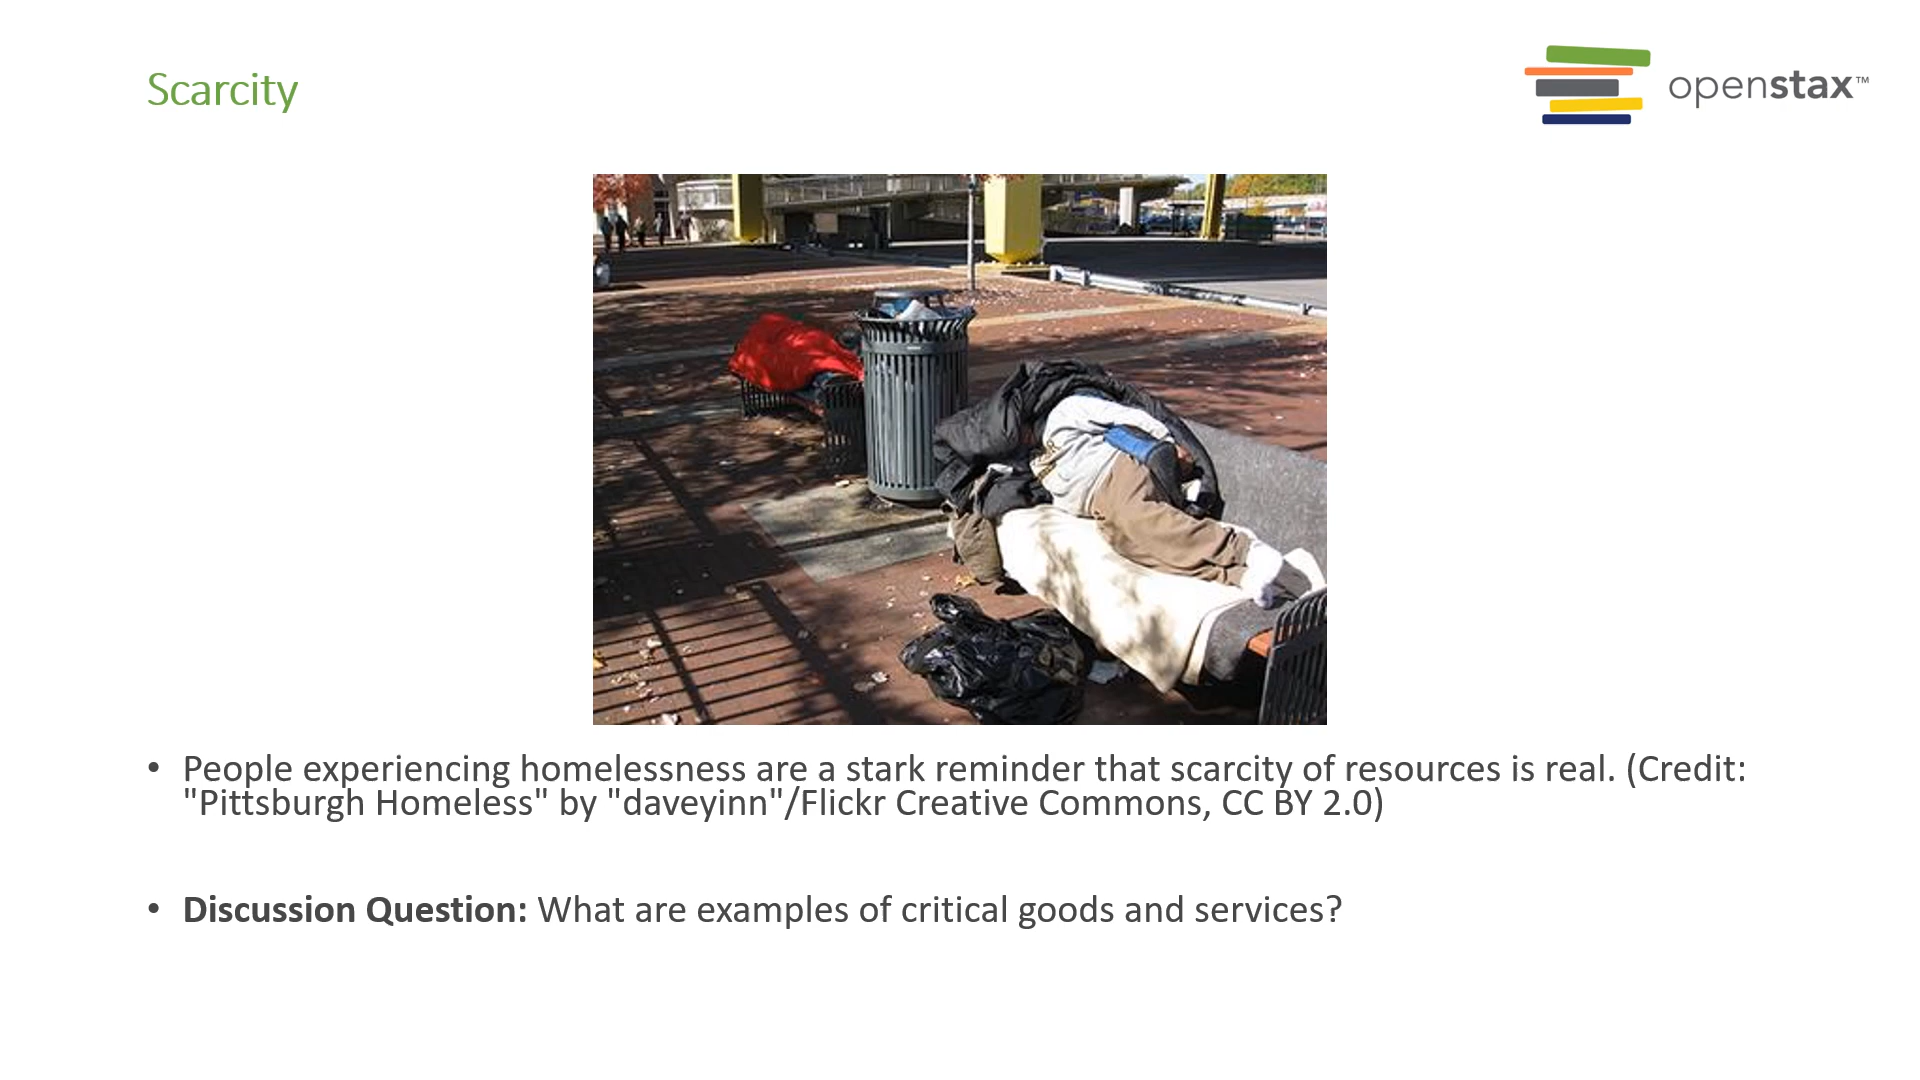 Scarcity
openstax™
• People experiencing homelessness are a stark reminder that scarcity of resources is real. (Credit:
"Pittsburgh Homeless" by "daveyinn"/Flickr Creative Commons, CC BY 2.0)
• Discussion Question: What are examples of critical goods and services?